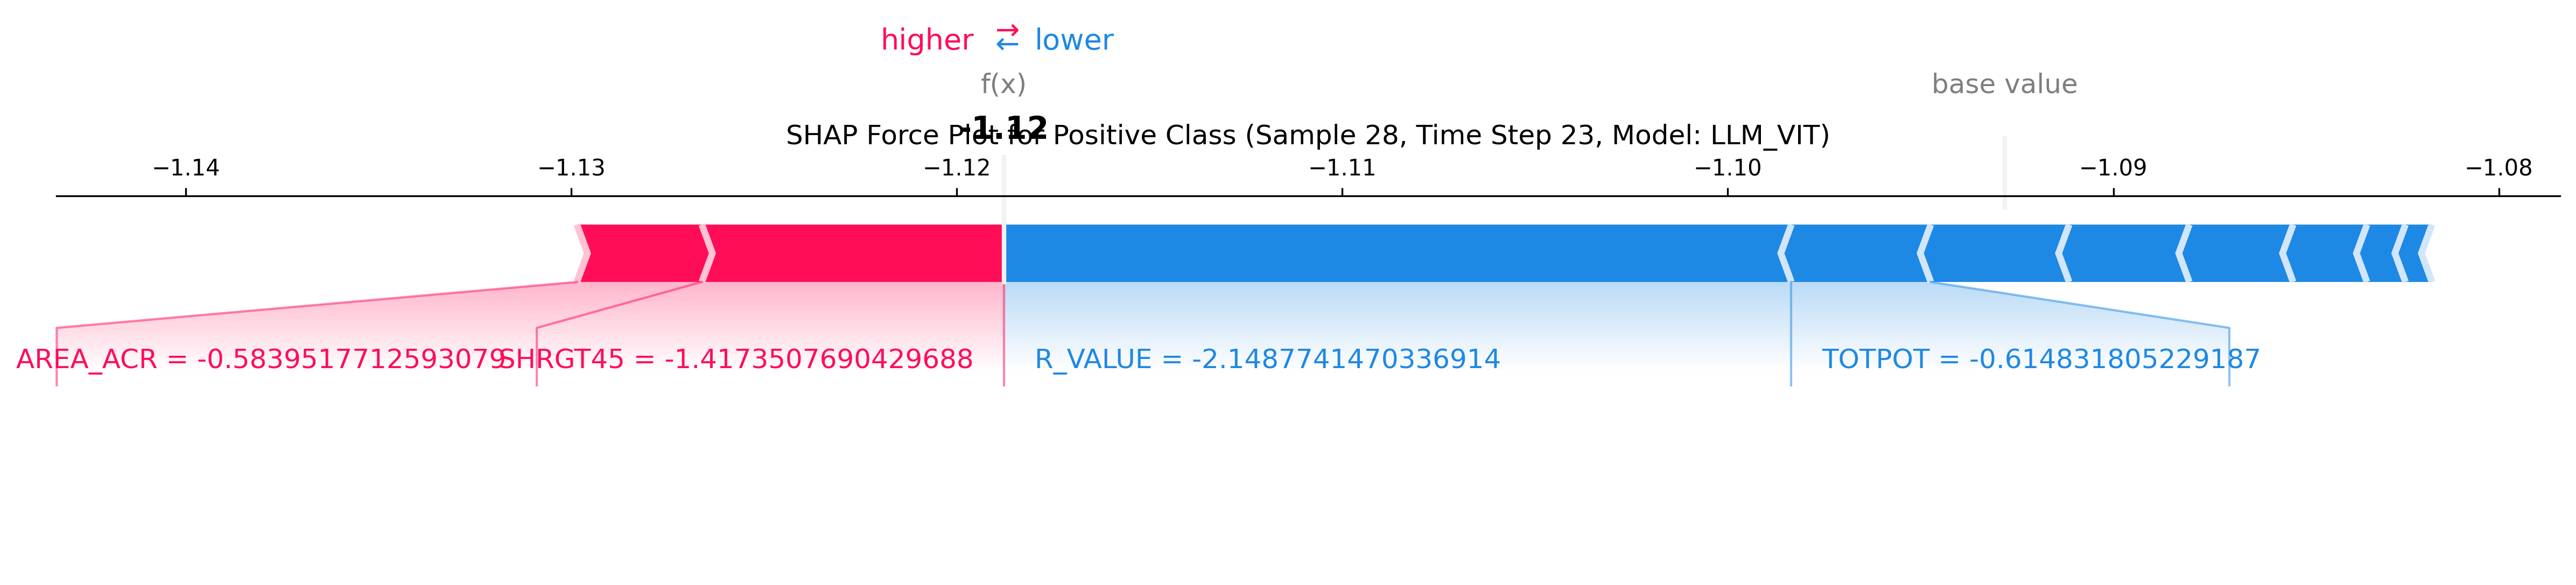 higher ⇄ lower
f(x)
base value
-1.12
SHAP Force Plot for Positive Class (Sample 28, Time Step 23, Model: LLM_VIT)
−1.14 −1.13 −1.12 −1.11 −1.10 −1.09 −1.08
AREA_ACR = -0.5839517712593079 SHRGT45 = -1.4173507690429688 R_VALUE = -2.1487741470336914 TOTPOT = -0.614831805229187